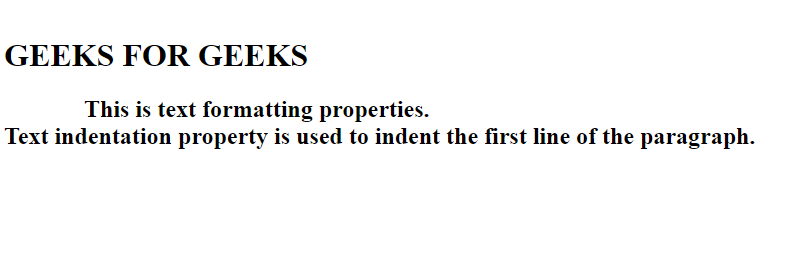 GEEKS FOR GEEKS
This is text formatting properties.
Text indentation property is used to indent the first line of the paragraph.